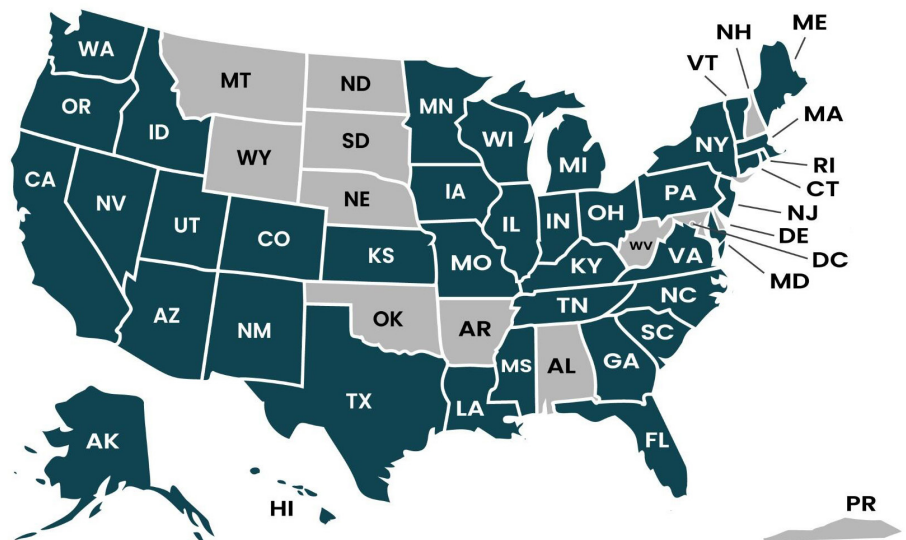 ME
NH
VT
WA
MT
ND
MN
OR
ID
SD
WI
MI
NY
MA
WY
RI
CA
NV
NE
IA
PA
CT
UT
CO
IL
IN
OH
NJ
DE
WV
KS
MO
KY
VA
DC
MD
AZ
NM
OK
AR
TN
NC
SC
MS
AL
GA
TX
LA
FL
AK
HI
PR